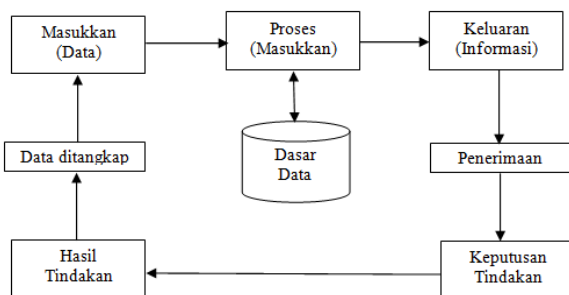 Masukkan
(Data)
Proses
(Masukkan)
Keluaran
(Informasi)
Data ditangkap
Dasar
Data
Penerimaan
Hasil
Tindakan
Keputusan
Tindakan